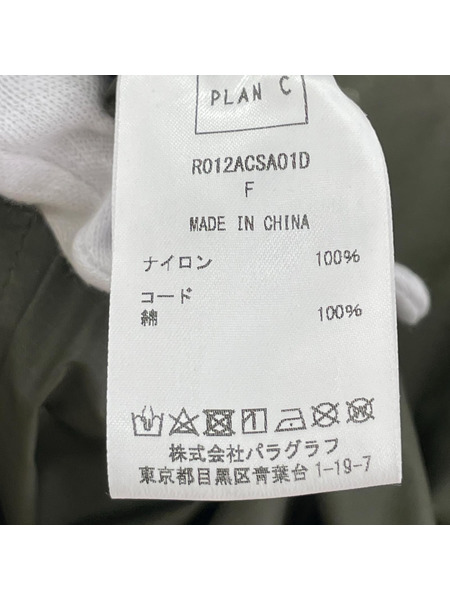 PLAN C
R012ACSA01D
F
MADE IN CHINA
ナイロン 100%
コード
綿 100%
株式会社パラグラフ
東京都目黒区青葉台1-19-7